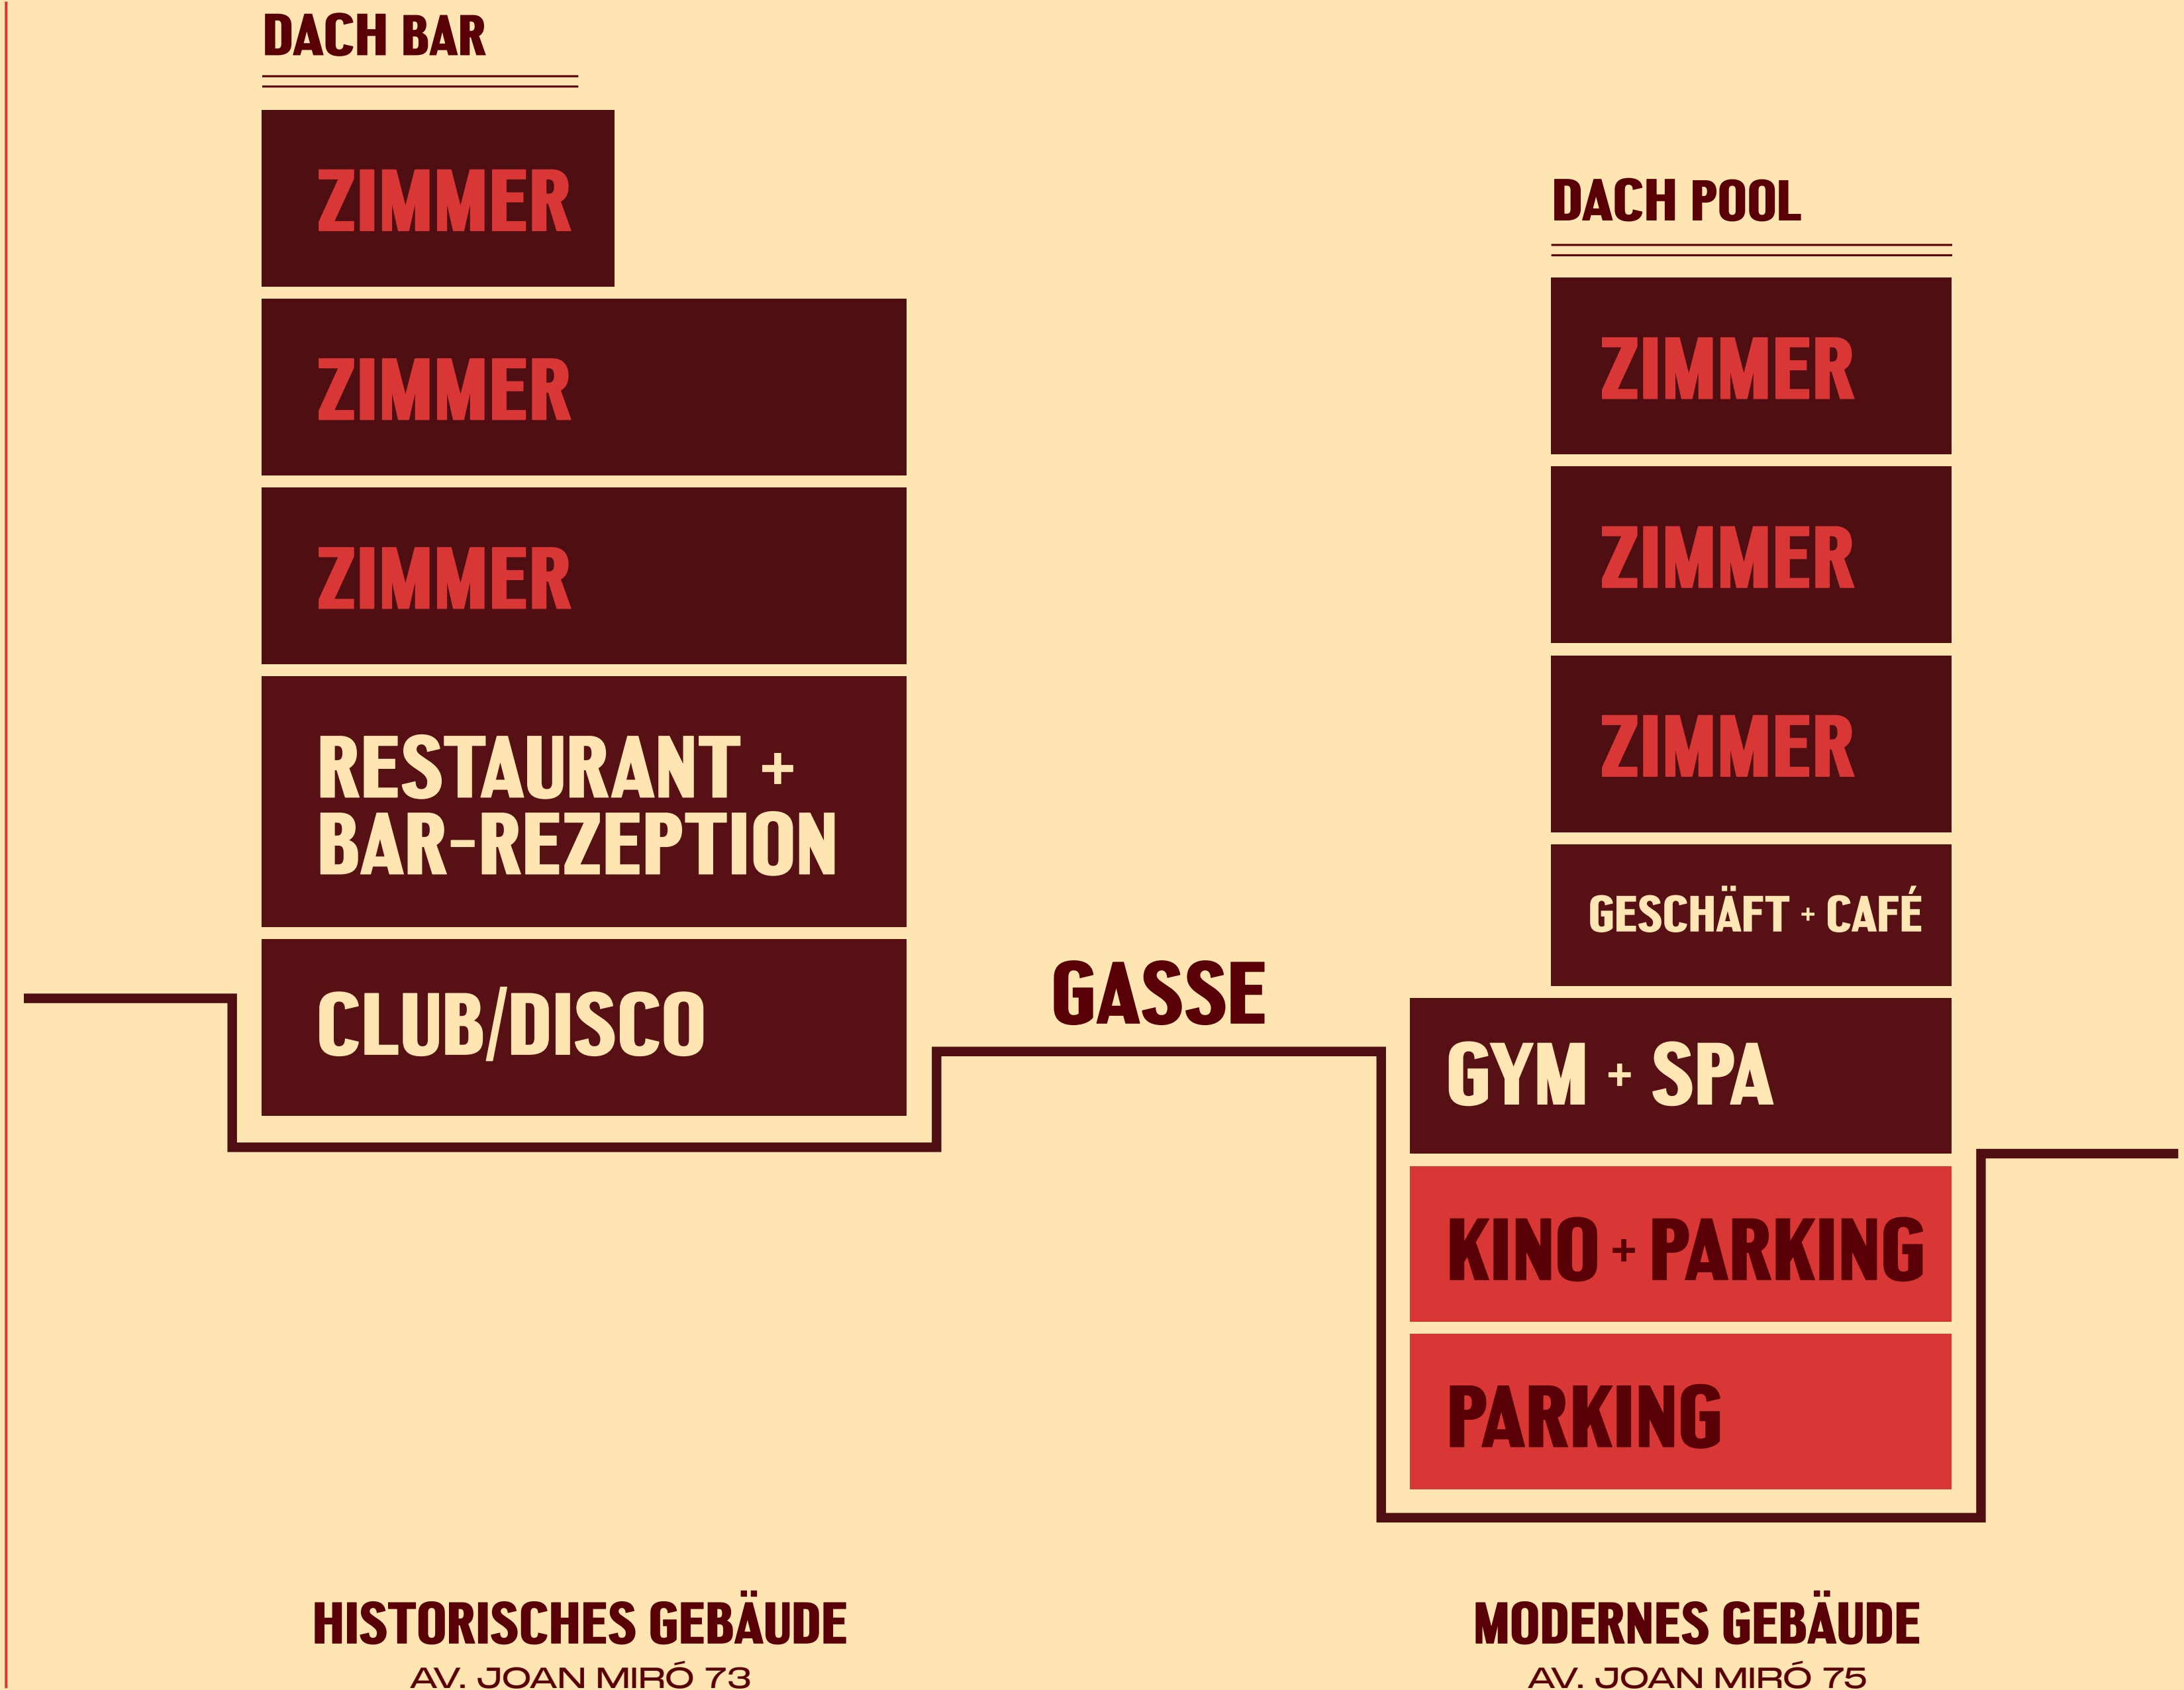 DACH BAR
ZIMMER
ZIMMER
ZIMMER
RESTAURANT +
BAR-REZEPTION
CLUB/DISCO
GASSE
DACH POOL
ZIMMER
ZIMMER
ZIMMER
GESCHÄFT + CAFÉ
GYM + SPA
KINO + PARKING
PARKING
HISTORISCHES GEBÄUDE
AV. JOAN MIRÓ 73
MODERNES GEBÄUDE
AV. JOAN MIRÓ 75